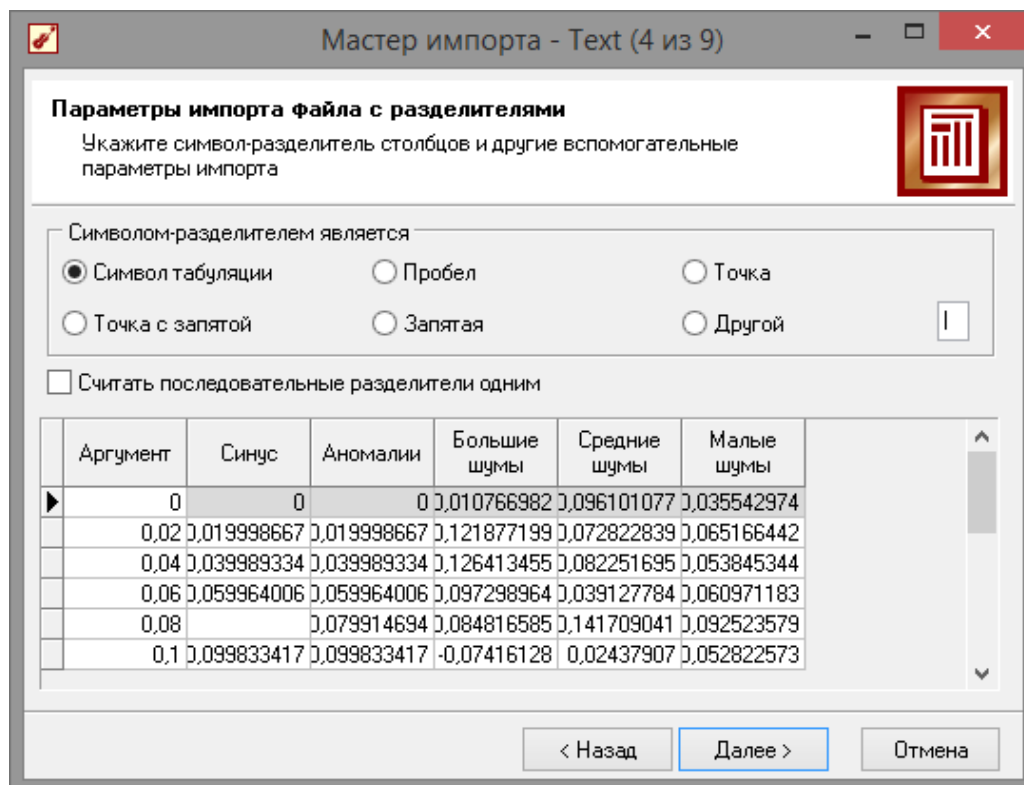 Мастер импорта - Text (4 из 9)
Параметры импорта файла с разделителями
Укажите символ-разделитель столбцов и другие вспомогательные
параметры импорта
Символом-разделителем является
Символ табуляции Пробел Точка
Точка с запятой Запятая Другой |
Считать последовательные разделители одним
Аргумент Синус Аномалии Большие шумы Средние шумы Малые шумы
0 0 0 0,010766982 0,096101077 0,035542974
0,02 0,019998667 0,019998667 0,121877199 0,072822839 0,065166442
0,04 0,039989334 0,039989334 0,126413455 0,082251695 0,053845344
0,06 0,059964006 0,059964006 0,097298964 0,039127784 0,060971183
0,08 0,079914694 0,084816585 0,141709041 0,092523579
0,1 0,099833417 0,099833417 -0,07416128 0,02437907 0,052822573
< Назад Далее > Отмена